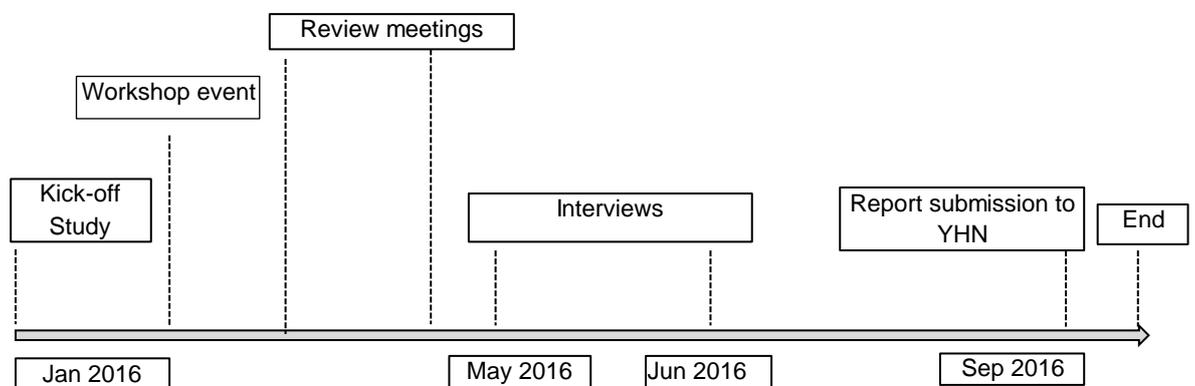 Review meetings
Workshop event
Kick-off
Study
Interviews
Report submission to
YHN
End
Jan 2016
May 2016
Jun 2016
Sep 2016